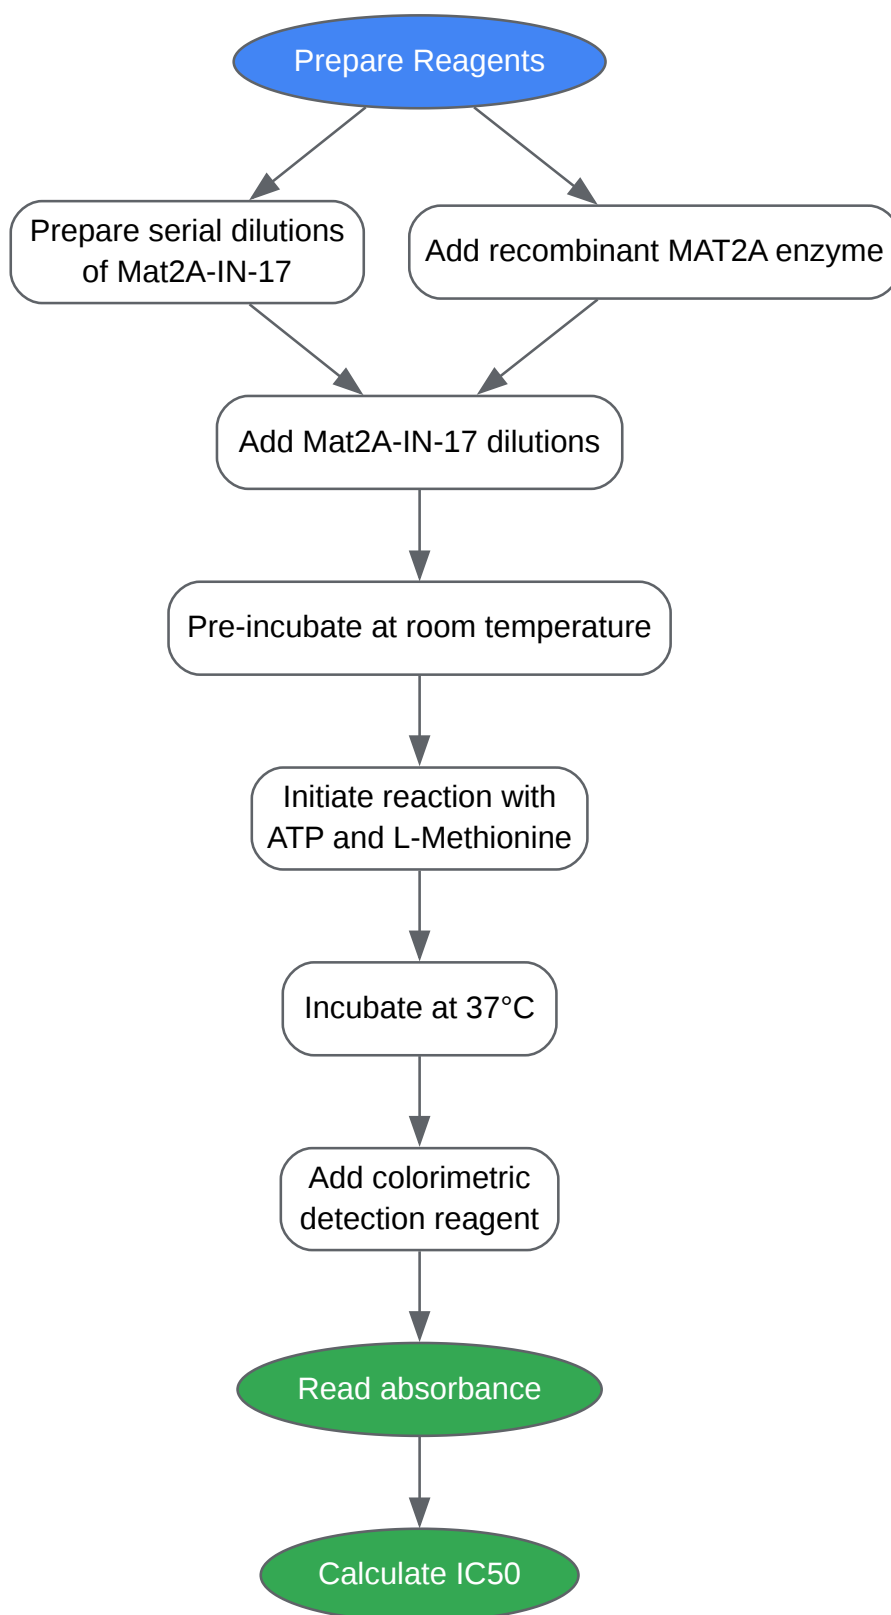 Prepare Reagents
Prepare serial dilutions
of Mat2A-IN-17
Add recombinant MAT2A enzyme
Add Mat2A-IN-17 dilutions
Pre-incubate at room temperature
Initiate reaction with
ATP and L-Methionine
Incubate at 37°C
Add colorimetric
detection reagent
Read absorbance
Calculate IC50